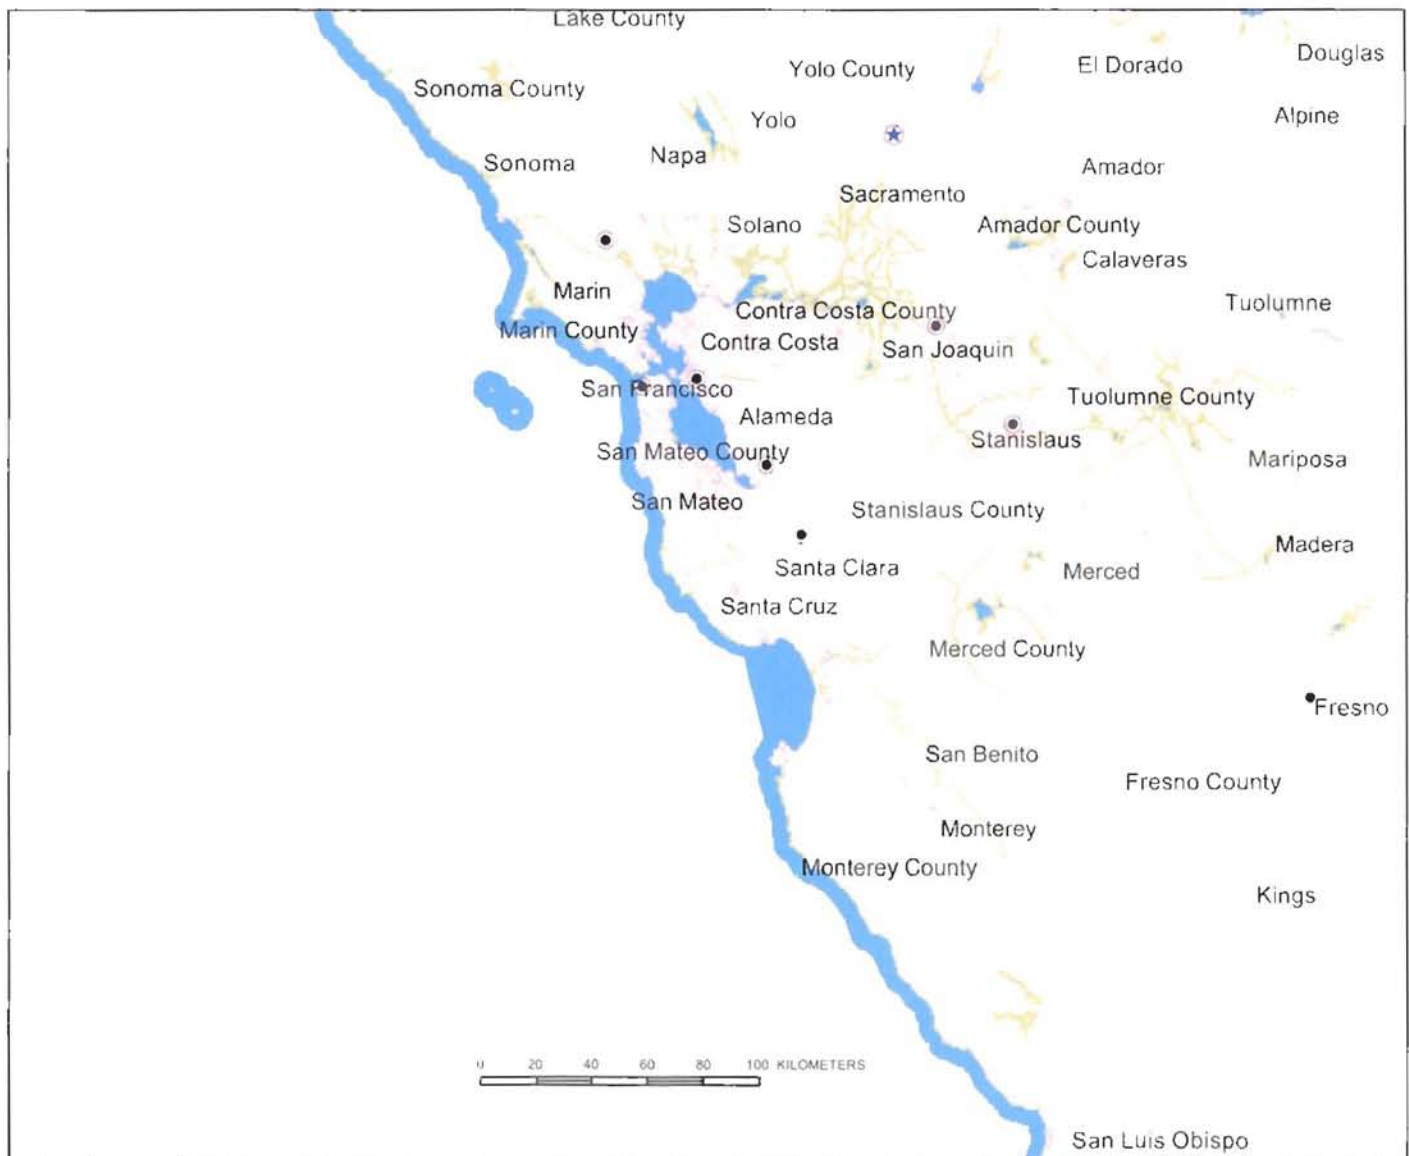 Lake County
Douglas
El Dorado
Yolo County
Sonoma County
Alpine
Yolo
Napa
Sonoma
Amador
Sacramento
Solano
Amador County
Calaveras
Marin
Tuolumne
Contra Costa County
Marin County
Contra Costa
San Joaquin
San Francisco
Tuolumne County
Alameda
Stanislaus
San Mateo County
Mariposa
San Mateo
Stanislaus County
Madera
Santa Clara
Merced
Santa Cruz
Merced County
Fresno
San Benito
Fresno County
Monterey
Monterey County
Kings
0 20 40 60 80 100 KILOMETERS
San Luis Obispo